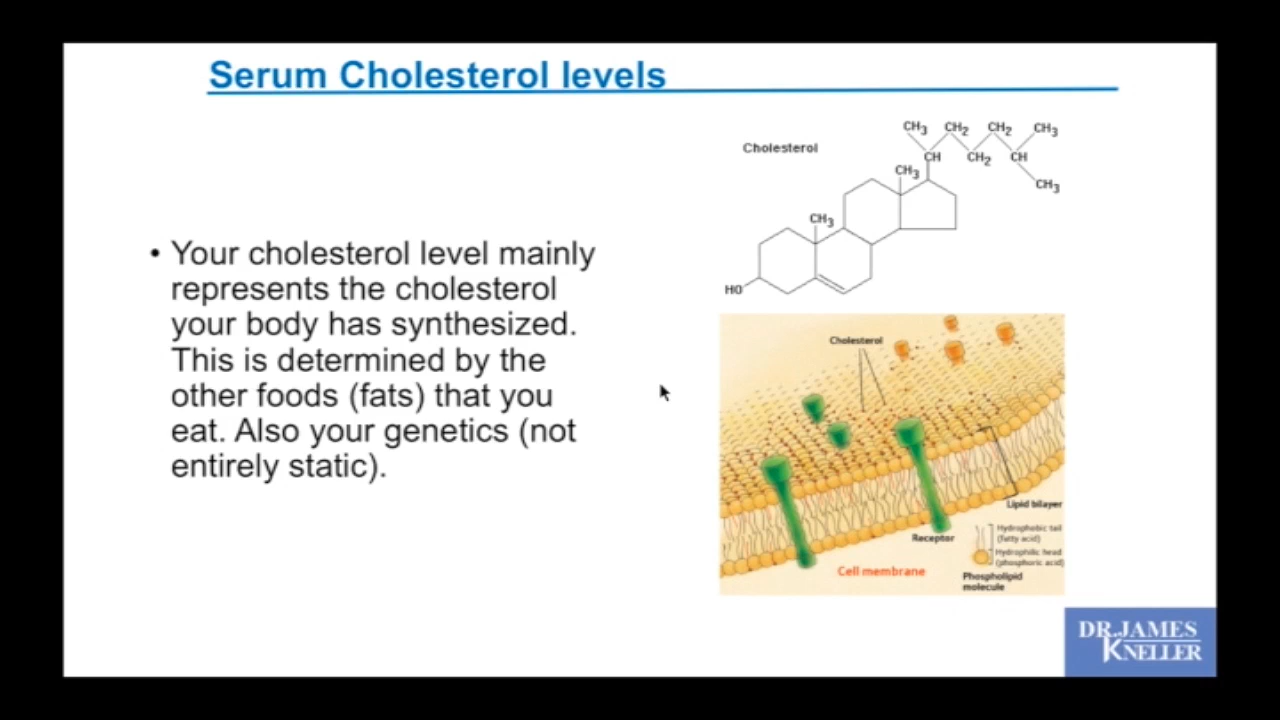 Serum Cholesterol levels
• Your cholesterol level mainly
represents the cholesterol
your body has synthesized.
This is determined by the
other foods (fats) that you
eat. Also your genetics (not
entirely static).
Cholesterol
CH3 CH2 CH2 CH3
CH CH2 CH
CH3
CH3
CH3
HO
Cholesterol
Lipid bilayer
Receptor
Hydrophobic tail
(fatty acid)
Hydrophilic head
(phosphoric acid)
Cell membrane
Phospholipid
molecule
DR. JAMES
KNELLER